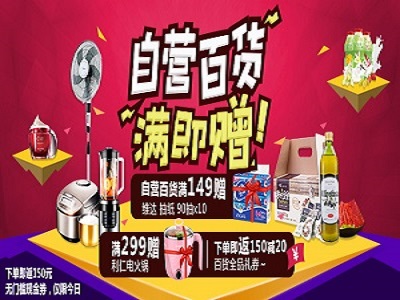 自营百货
满即赠!
自营百货满149赠
维达 抽纸 90抽x10
满299赠
利仁电火锅
下单即返150减20
百货全品礼券~
下单即返150元
无门槛现金券,仅限今日